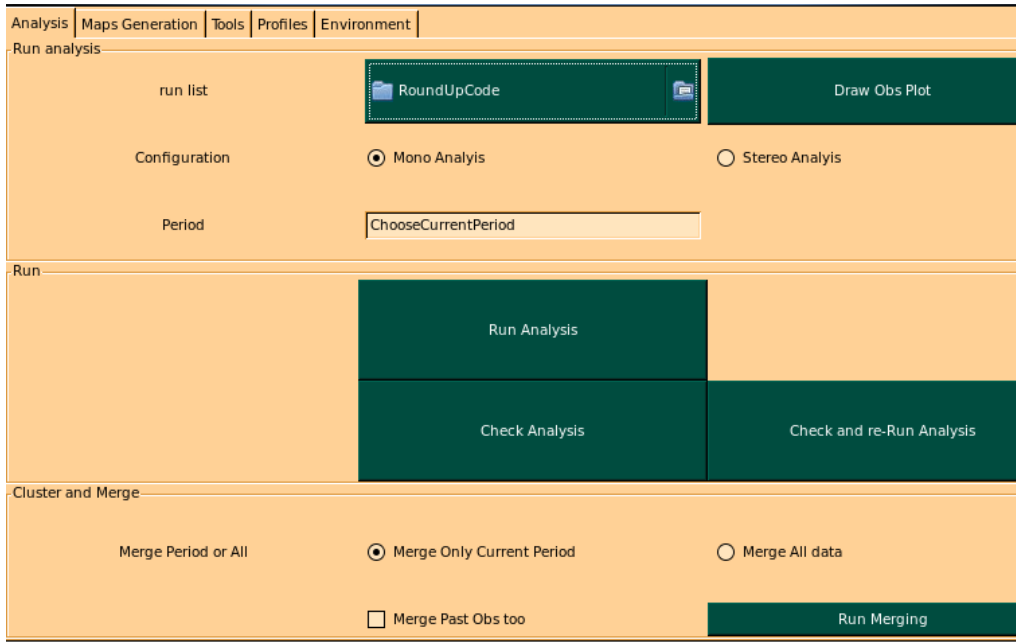 Analysis Maps Generation Tools Profiles Environment
Run analysis
run list RoundUpCode Draw Obs Plot
Configuration Mono Analyis Stereo Analyis
Period ChooseCurrentPeriod
Run
Run Analysis
Check Analysis Check and re-Run Analysis
Cluster and Merge
Merge Period or All Merge Only Current Period Merge All data
Merge Past Obs too Run Merging